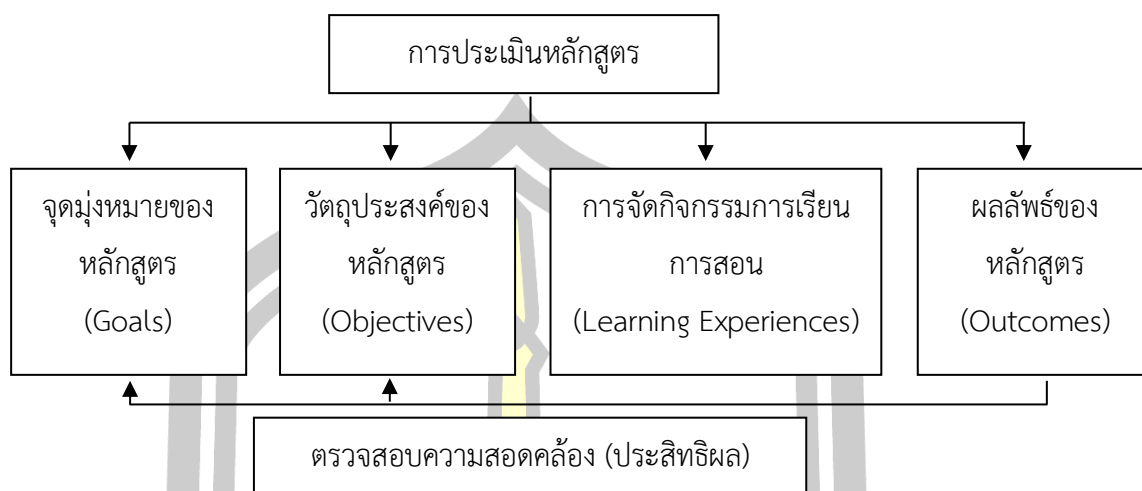 การประเมินหลักสูตร
จุดมุ่งหมายของ
หลักสูตร
(Goals)
วัตถุประสงค์ของ
หลักสูตร
(Objectives)
การจัดกิจกรรมการเรียน
การสอน
(Learning Experiences)
ผลลัพธ์ของ
หลักสูตร
(Outcomes)
ตรวจสอบความสอดคล้อง (ประสิทธิผล)